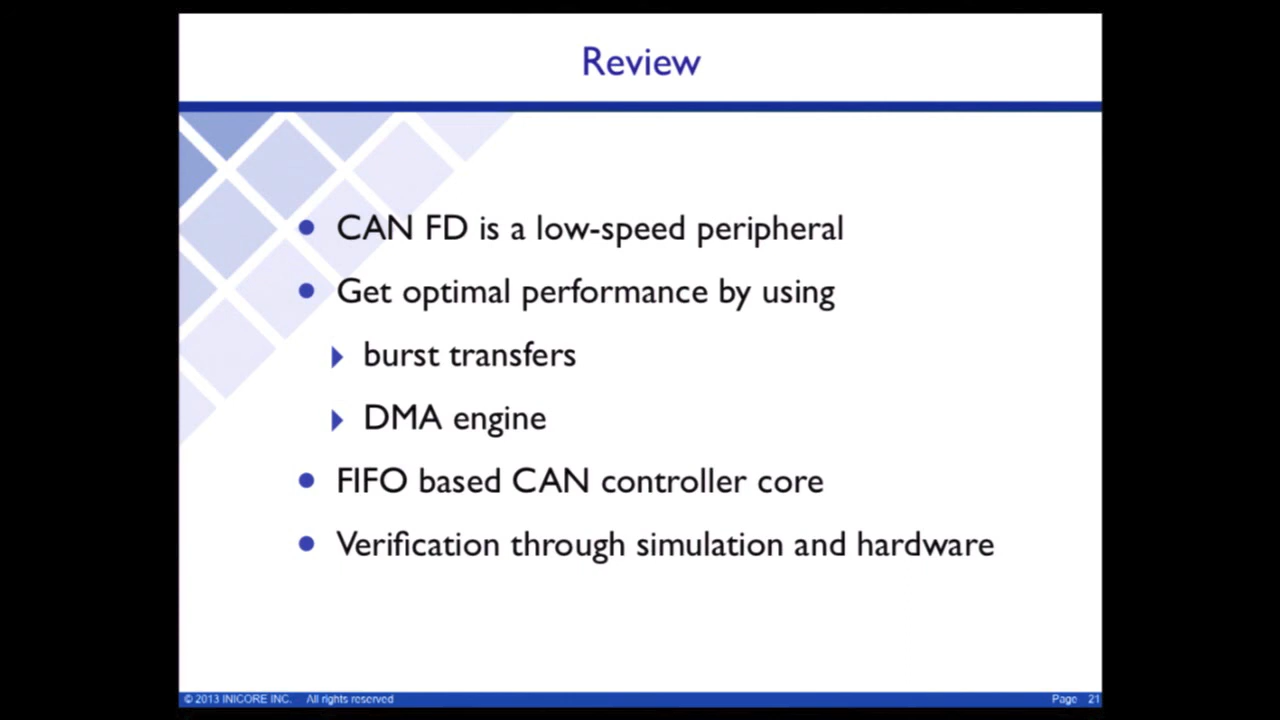 Review
• CAN FD is a low-speed peripheral
• Get optimal performance by using
burst transfers
DMA engine
• FIFO based CAN controller core
• Verification through simulation and hardware
© 2013 INICORE INC. All rights reserved
Page 21